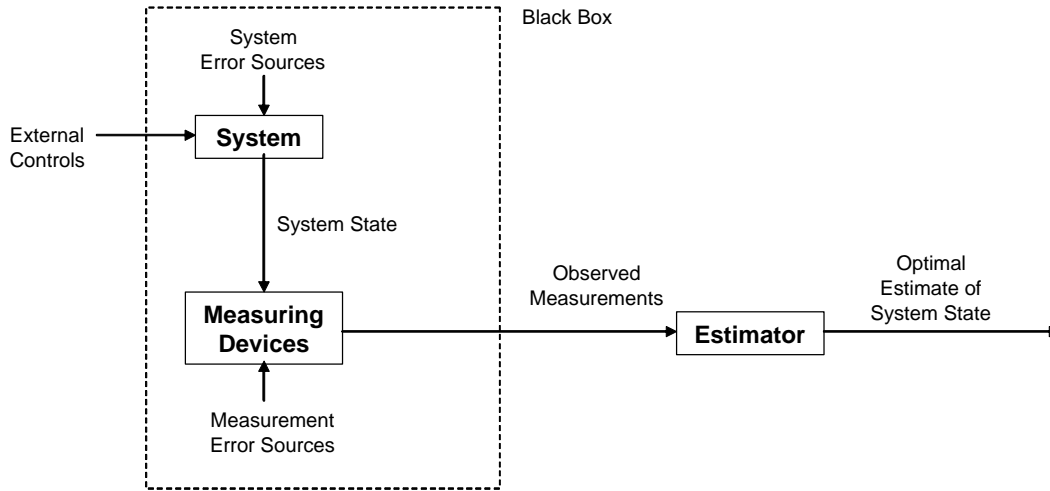 Black Box
System
Error Sources
External
Controls
System
System State
Measuring
Devices
Measurement
Error Sources
Observed
Measurements
Estimator
Optimal
Estimate of
System State